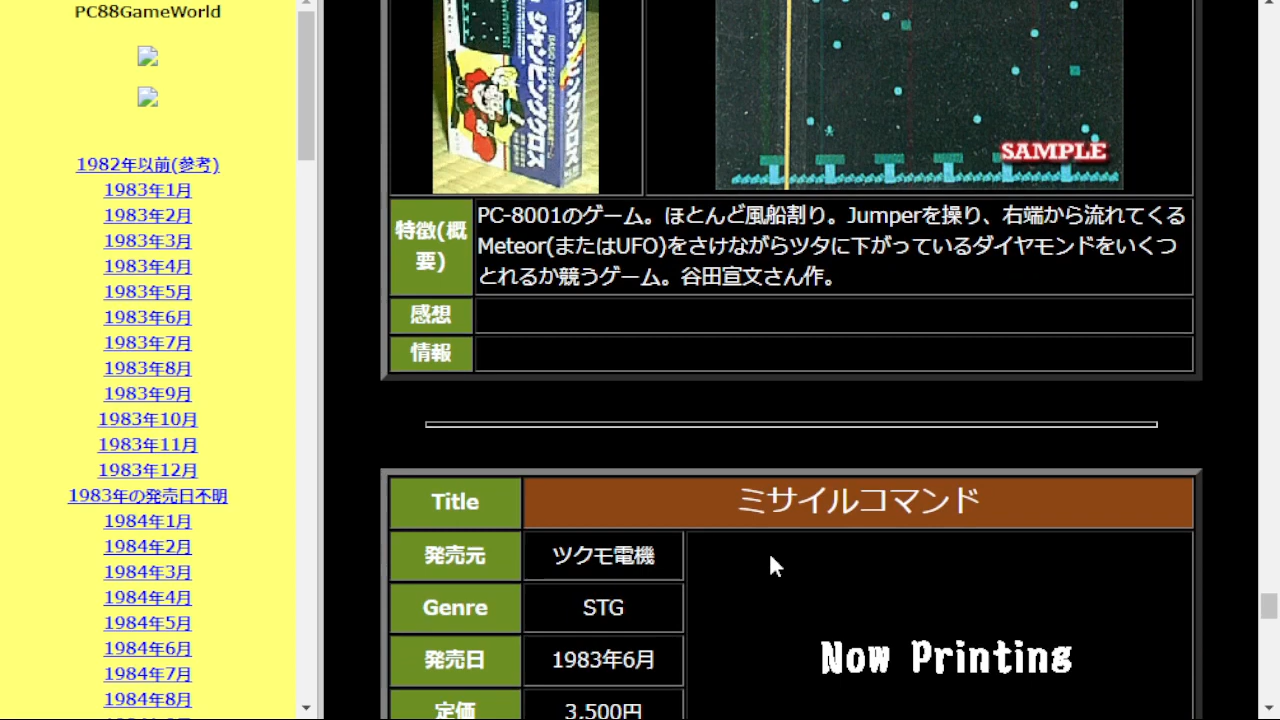 PC88GameWorld
1982年以前(参考)
1983年1月
1983年2月
1983年3月
1983年4月
1983年5月
1983年6月
1983年7月
1983年8月
1983年9月
1983年10月
1983年11月
1983年12月
1983年の発売日不明
1984年1月
1984年2月
1984年3月
1984年4月
1984年5月
1984年6月
1984年7月
1984年8月
ジャンピングクロス
SAMPLE
特徴(概
要)
PC-8001のゲーム。ほとんど風船割り。Jumperを操り、右端から流れてくる
Meteor(またはUFO)をさけながらツタに下がっているダイヤモンドをいくつ
とれるか競うゲーム。谷田宣文さん作。
感想
情報
Title
ミサイルコマンド
発売元
ツクモ電機
Genre
STG
発売日
1983年6月
定価
3,500円
Now Printing